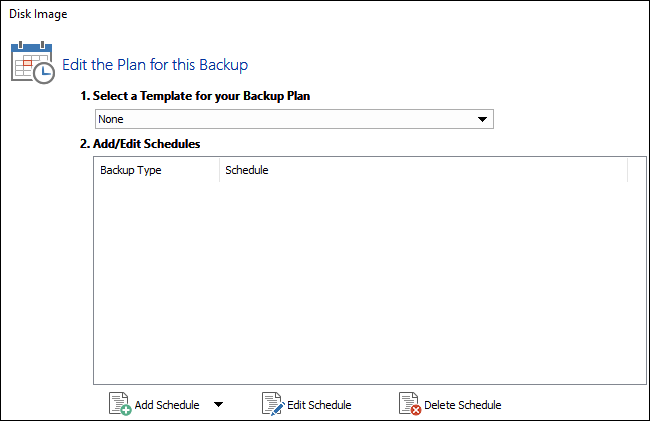 Disk Image
Edit the Plan for this Backup
1. Select a Template for your Backup Plan
None
2. Add/Edit Schedules
Backup Type Schedule
Add Schedule Edit Schedule Delete Schedule